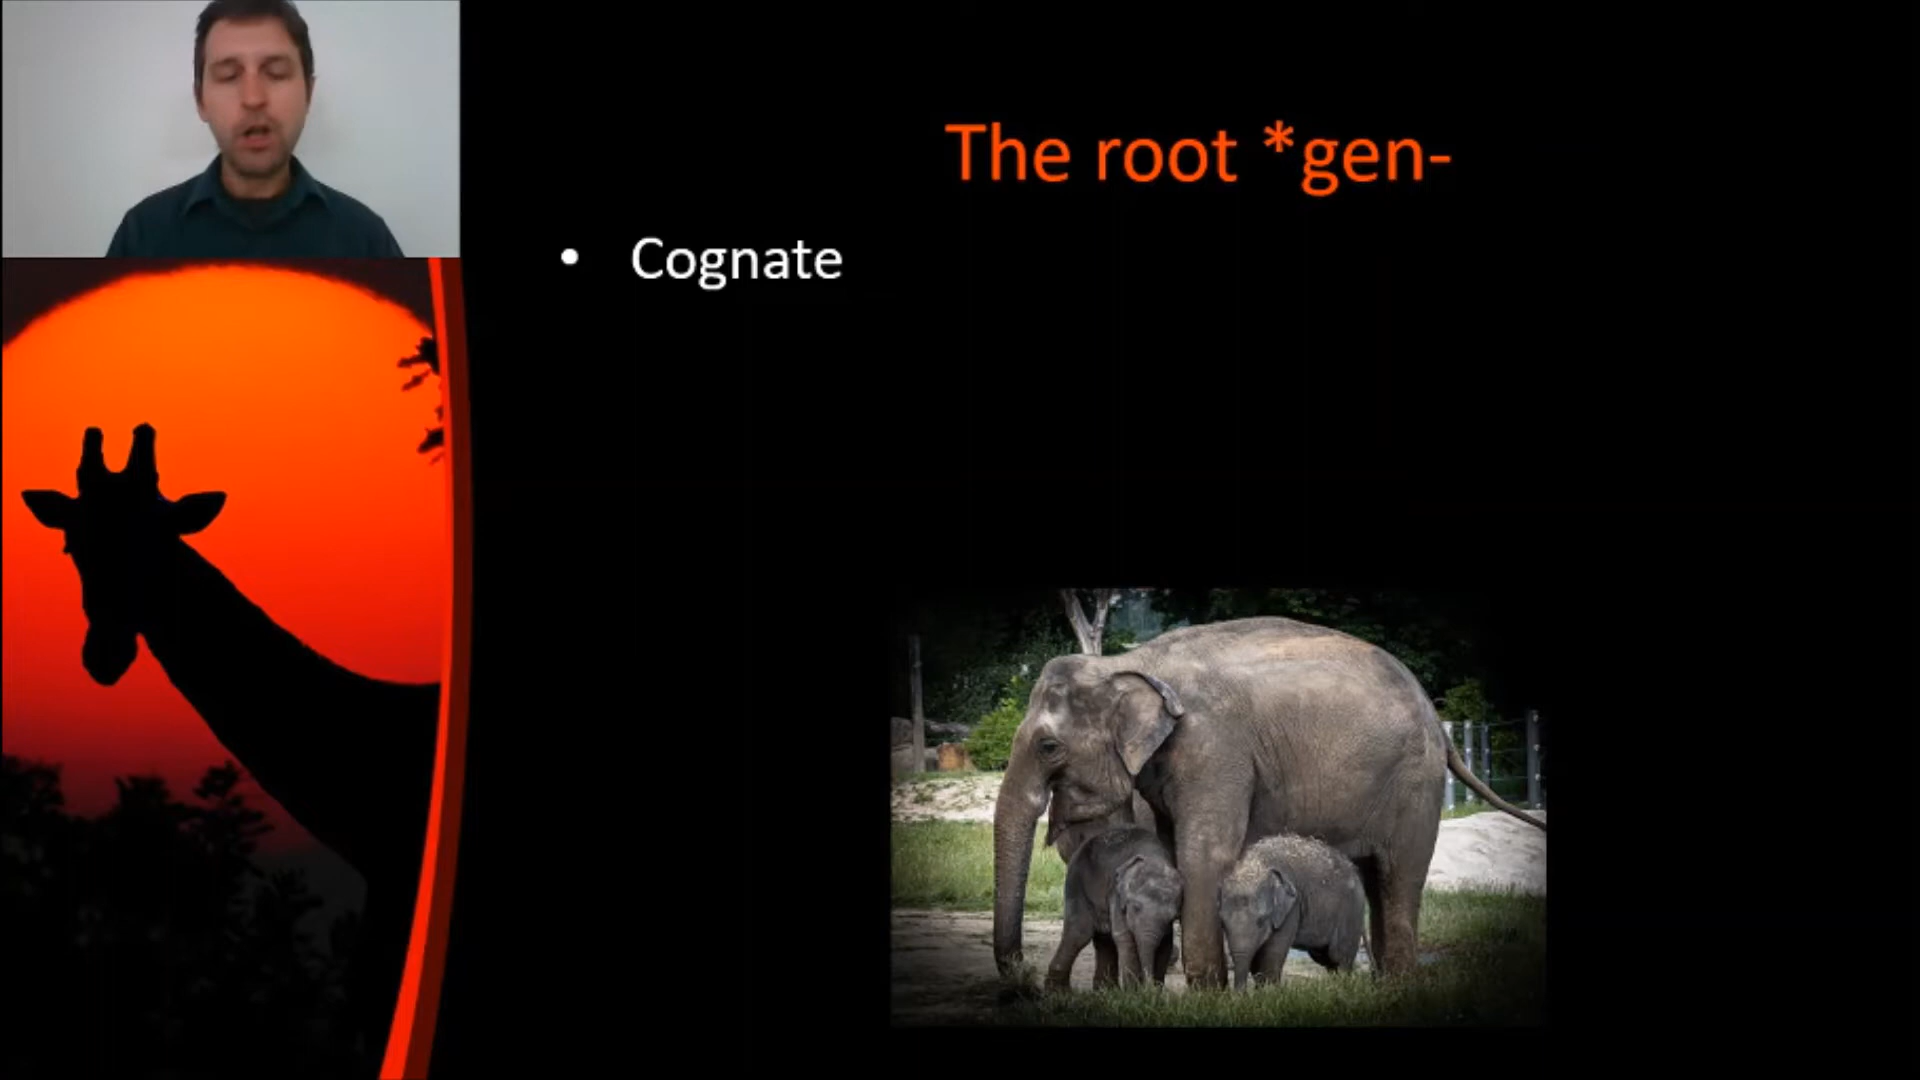 The root *gen-
• Cognate